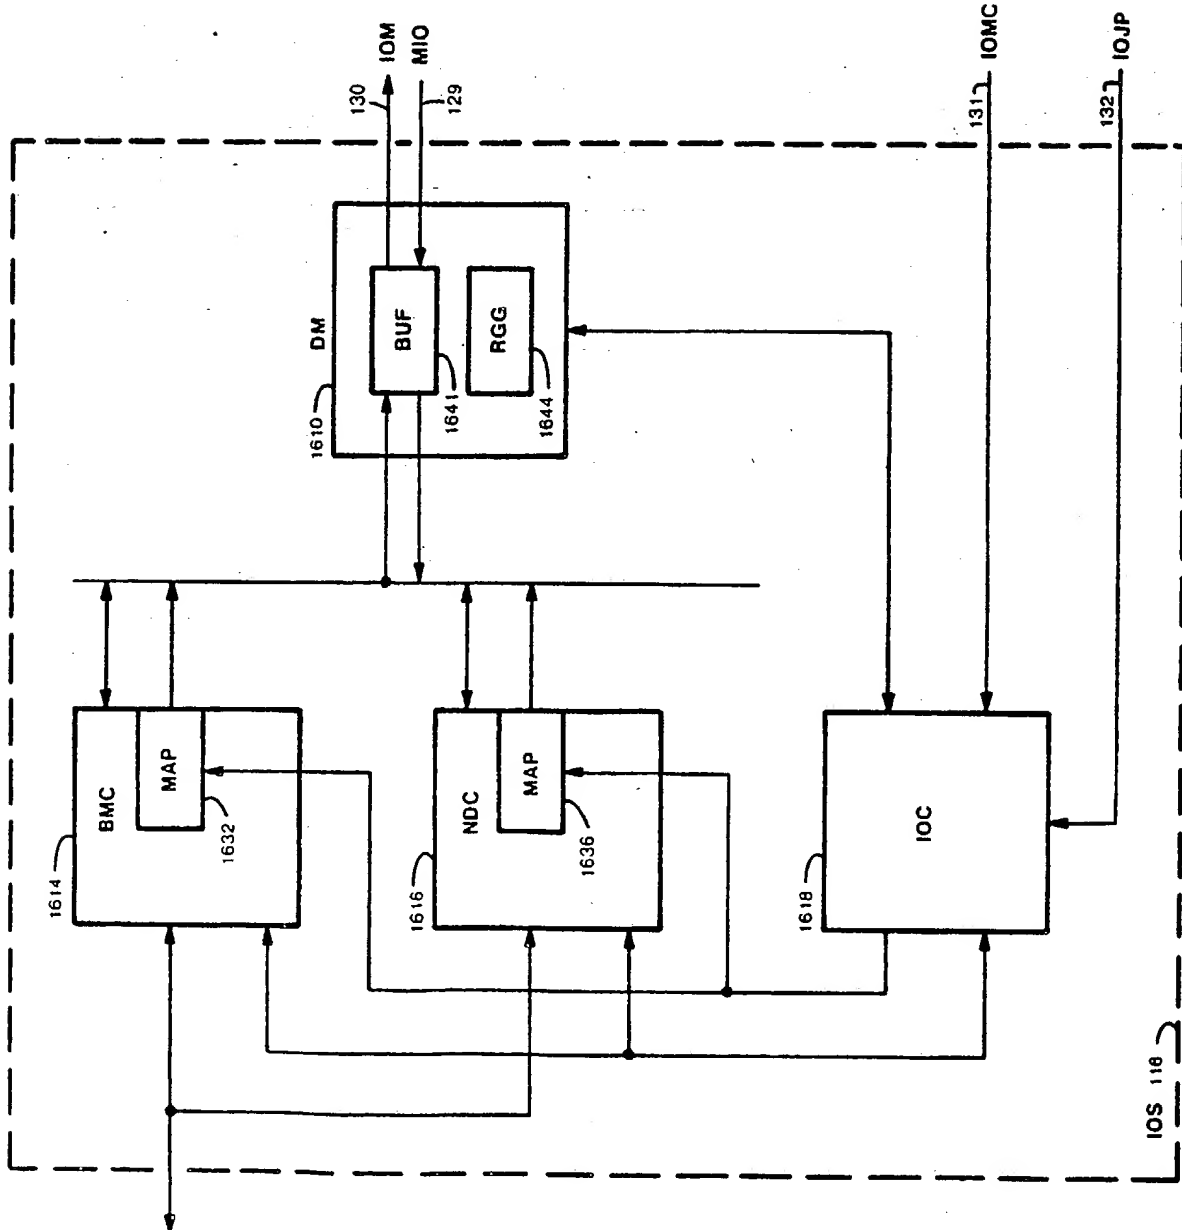 IOM
MIO
130
129
IOMC
IOJP
131
132
DM
1610
BUF
1641
RGG
1644
BMC
1614
MAP
1632
NDC
1616
MAP
1636
IOC
1618
IOS 116